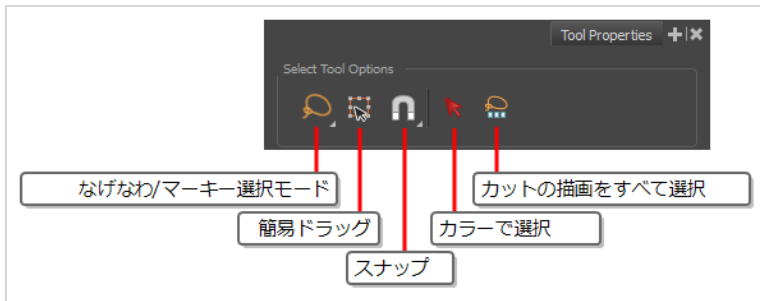 Tool Properties
Select Tool Options
なげなわ/マーキー選択モード
カットの描画をすべて選択
簡易ドラッグ
カラーで選択
スナップ